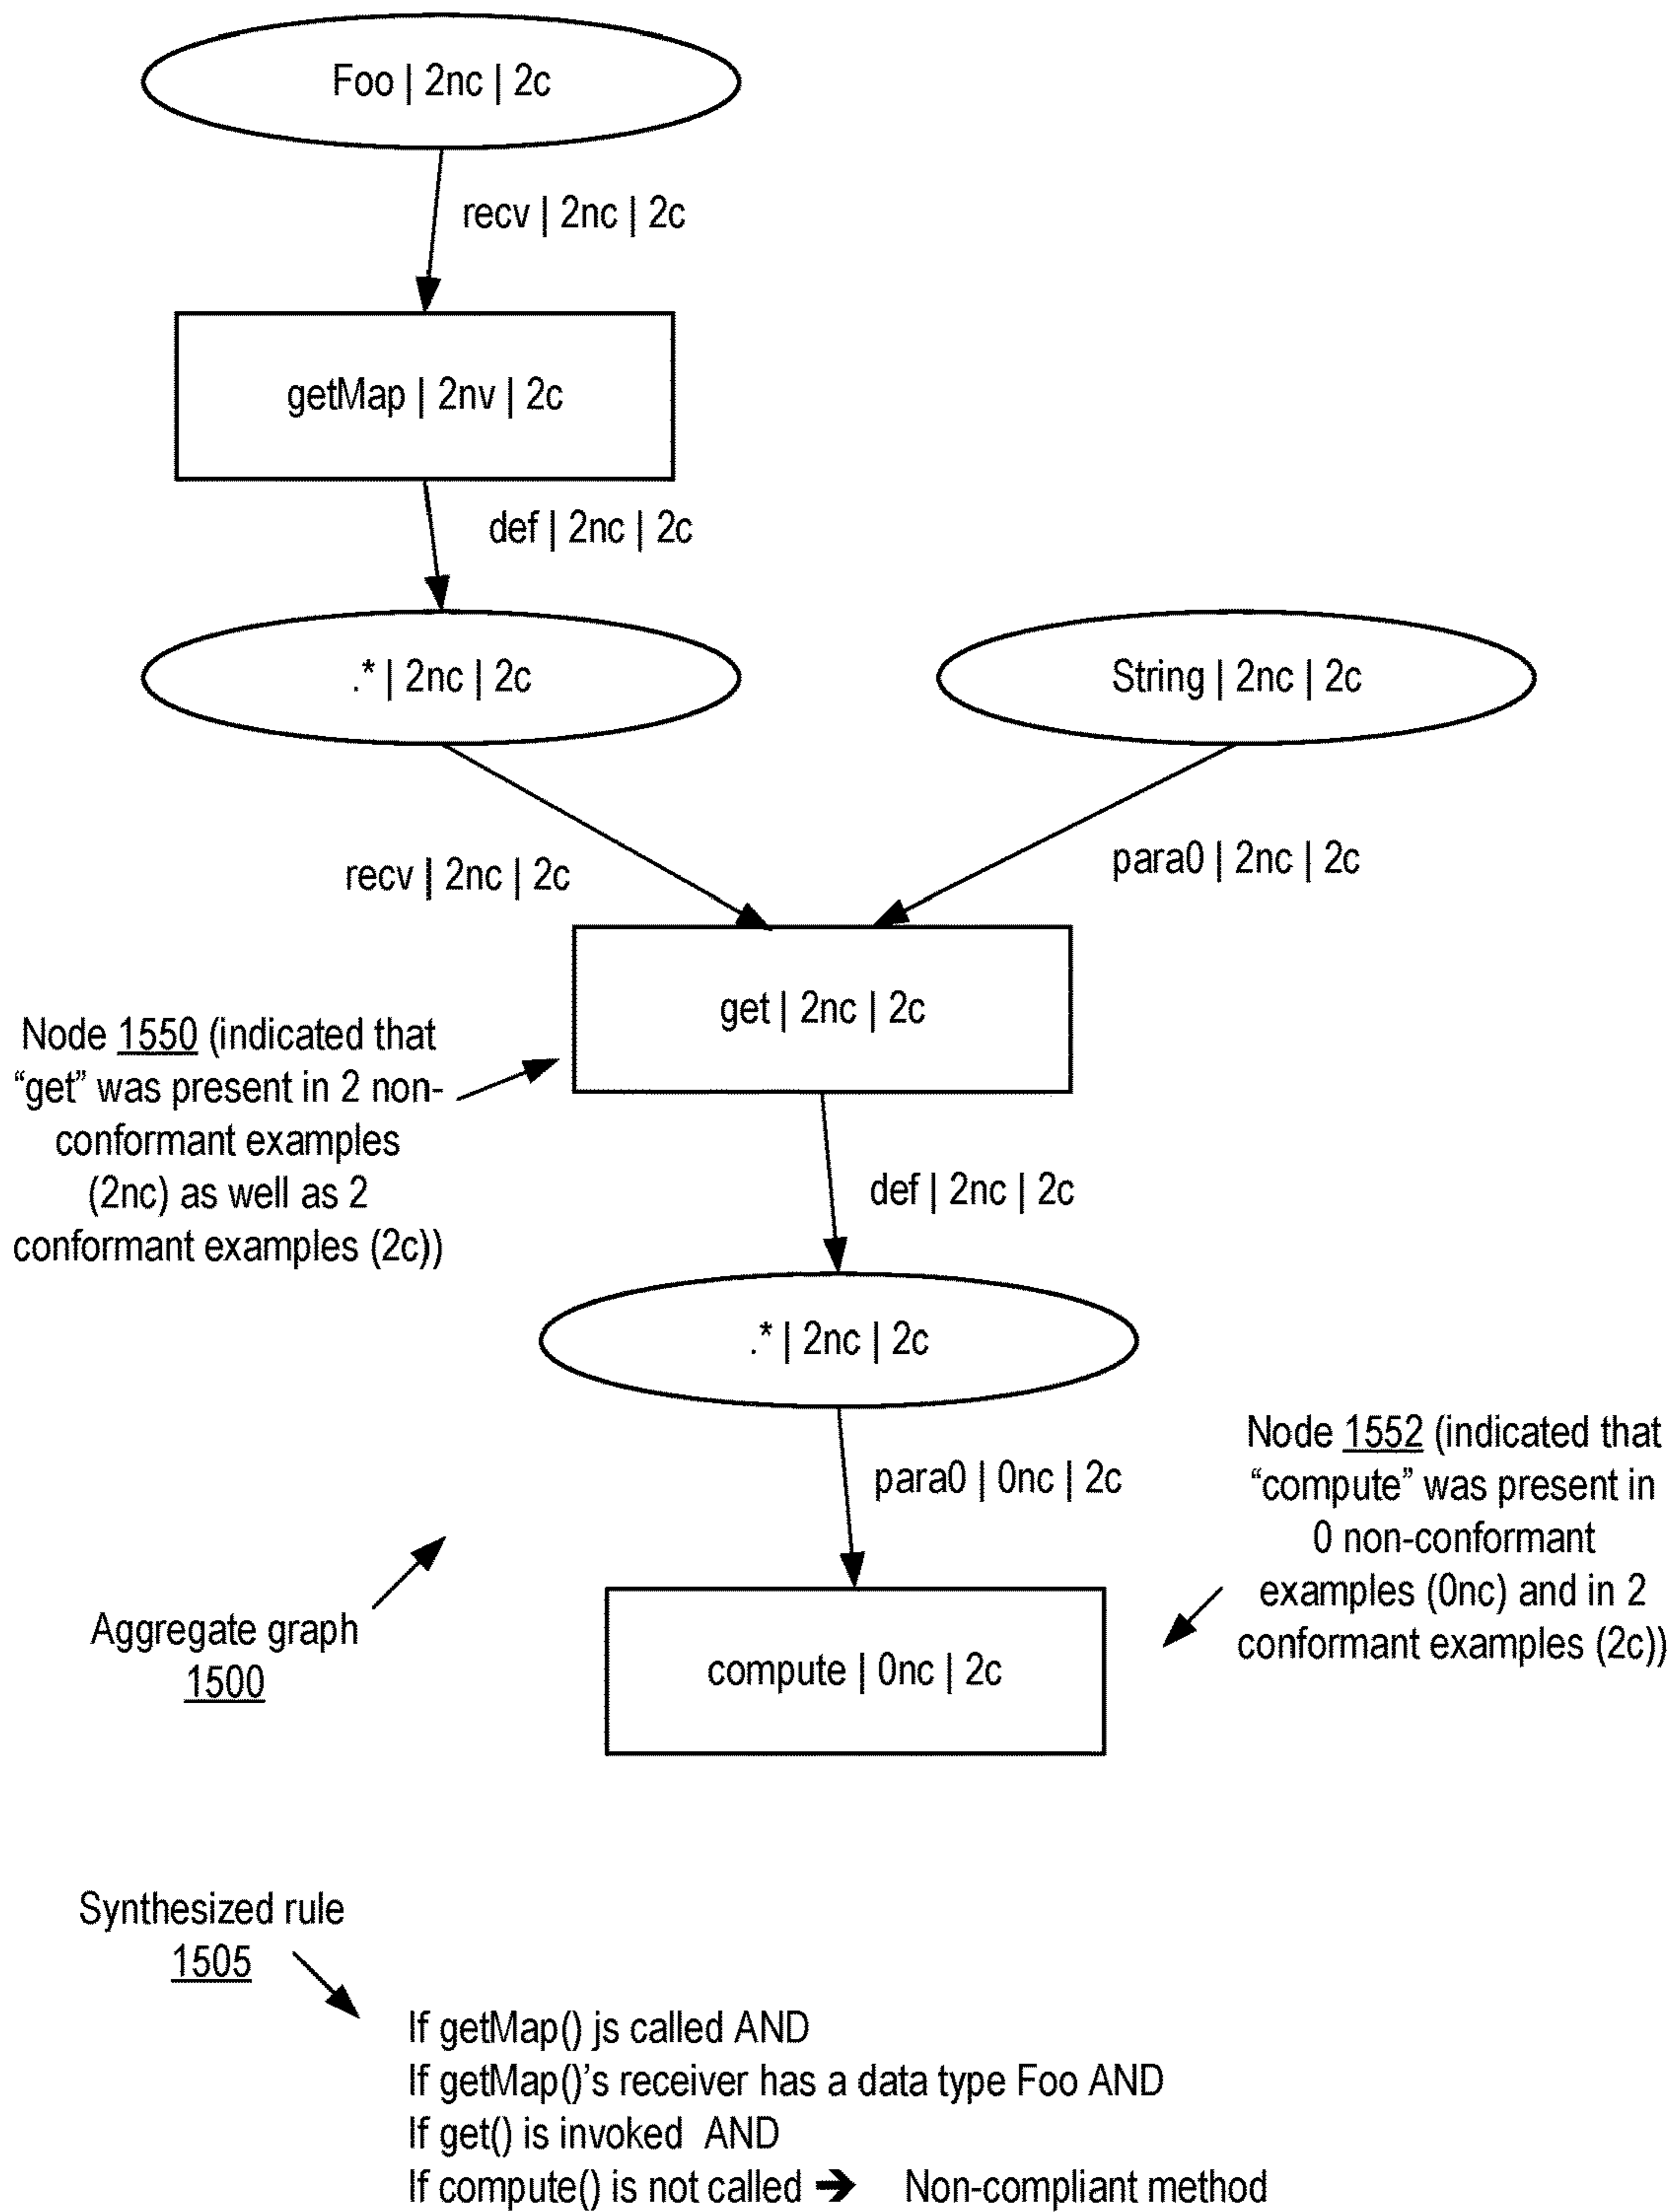 Foo | 2nc | 2c
recv | 2nc | 2c
getMap | 2nv | 2c
def | 2nc | 2c
.* | 2nc | 2c
String | 2nc | 2c
recv | 2nc | 2c
para0 | 2nc | 2c
get | 2nc | 2c
Node 1550 (indicated that
“get” was present in 2 non-
conformant examples
(2nc) as well as 2
conformant examples (2c))
def | 2nc | 2c
.* | 2nc | 2c
para0 | 0nc | 2c
Node 1552 (indicated that
“compute” was present in
0 non-conformant
examples (0nc) and in 2
conformant examples (2c))
Aggregate graph
1500
compute | 0nc | 2c
Synthesized rule
1505
If getMap() js called AND
If getMap()’s receiver has a data type Foo AND
If get() is invoked AND
If compute() is not called ➔ Non-compliant method